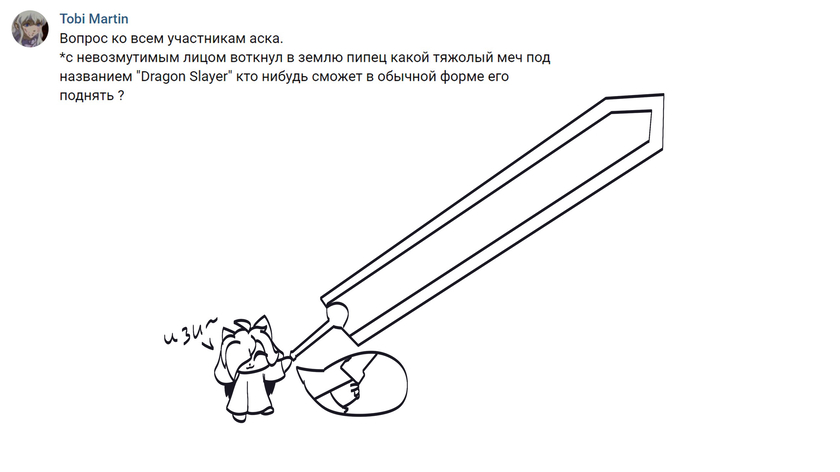 Tobi Martin
Вопрос ко всем участникам аска.
*с невозмутимым лицом воткнул в землю пипец какой тяжолый меч под
названием "Dragon Slayer" кто нибудь сможет в обычной форме его
поднять ?
изи~